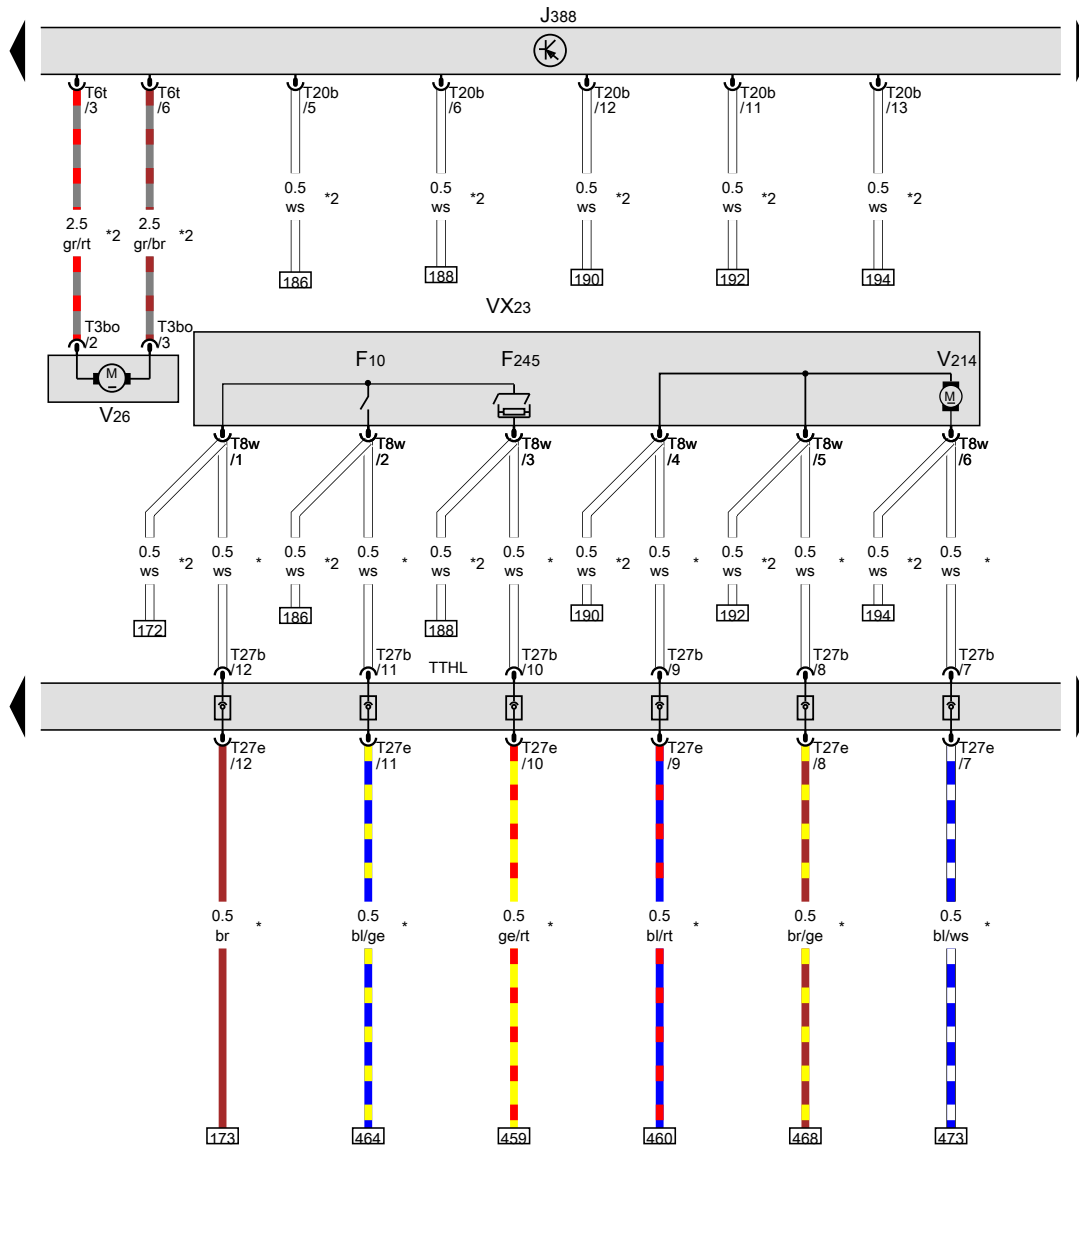 J388
T6t T6t T20b T20b T20b T20b T20b
/3 /6 /5 /6 /12 /11 /13
0.5 0.5 0.5 0.5 0.5
*2 *2 *2 *2 *2
ws ws ws ws ws
2.5 2.5
*2 *2
gr/rt gr/br
186 188 190 192 194
VX23
T3bo T3bo
/2 /3
F10 F245 V214
M
M
V26
T8w T8w T8w T8w T8w T8w
/1 /2 /3 /4 /5 /6
0.5 0.5 0.5 0.5 0.5 0.5 0.5 0.5 0.5 0.5 0.5 0.5
*2 * *2 * *2 * *2 * *2 * *2 *
ws ws ws ws ws ws ws ws ws ws ws ws
172 186 188 190 192 194
T27b T27b T27b T27b T27b T27b
/12 /11 TTHL /10 /9 /8 /7
T27e T27e T27e T27e T27e T27e
/12 /11 /10 /9 /8 /7
0.5 0.5 0.5 0.5 0.5 0.5
* * * * * *
br bl/ge ge/rt bl/rt br/ge bl/ws
173 464 459 460 468 473